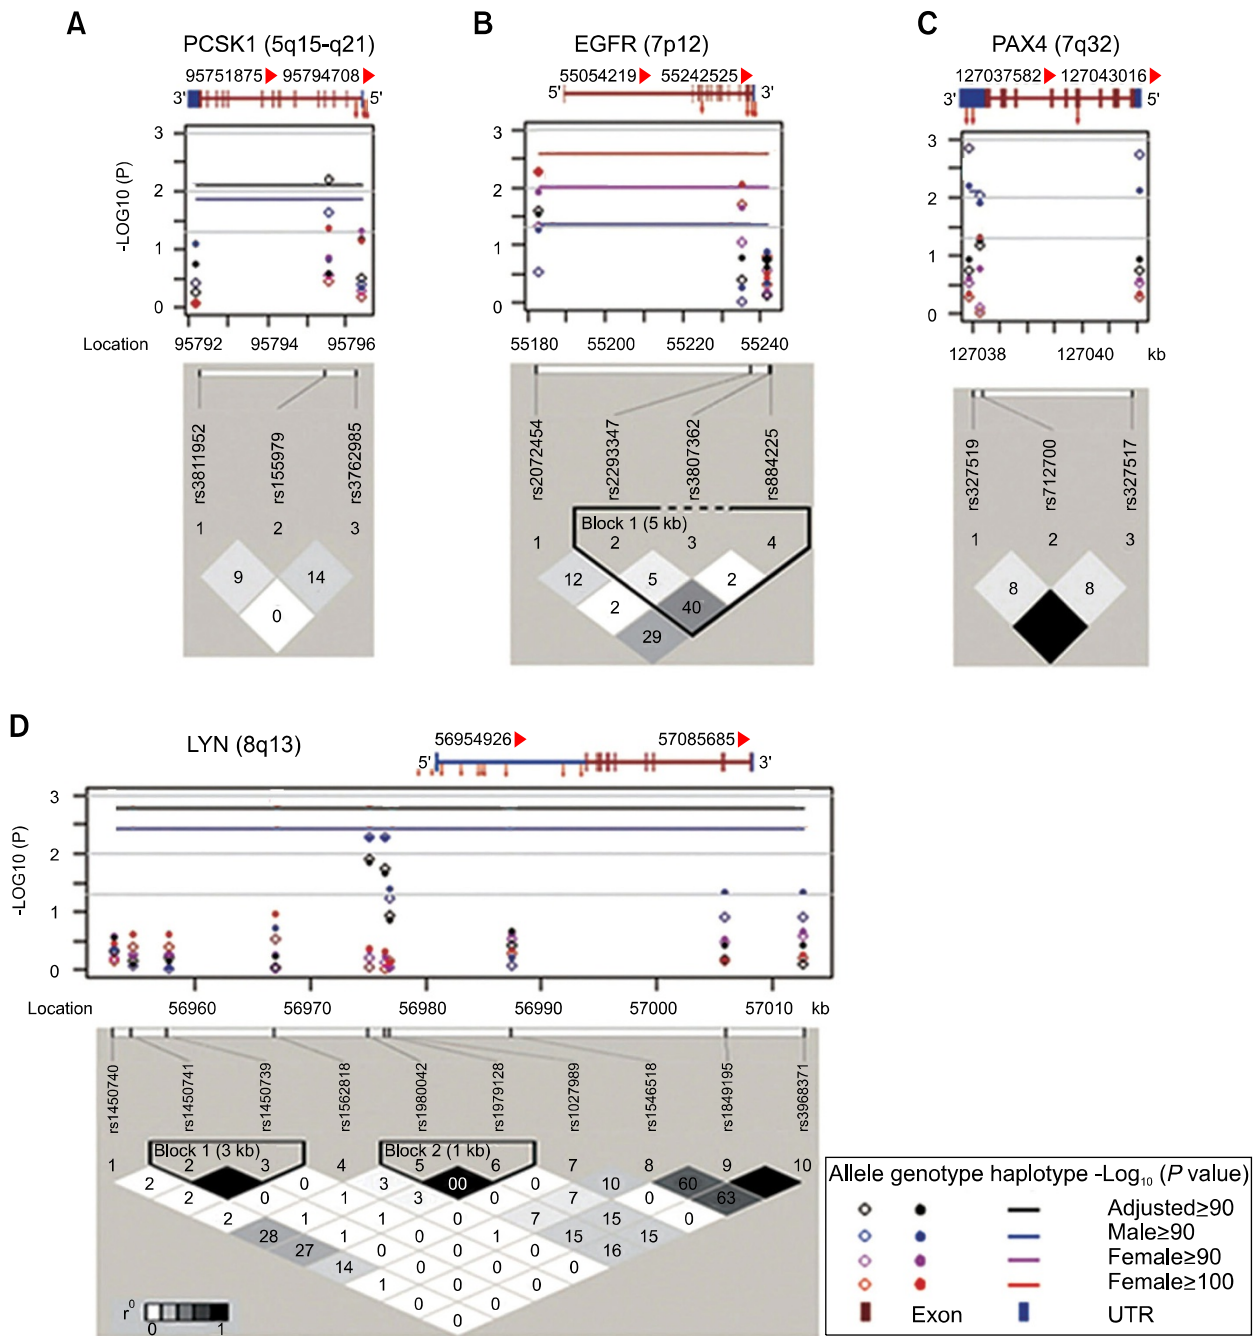 A
PCSK1 (5q15-q21)
95751875 95794708
3' 5'
3
2
1
0
-LOG10 (P)
Location 95792 95794 95796
rs3811952 rs155979 rs3762985
1 2 3
9 14
0
B
EGFR (7p12)
55054219 55242525
5' 3'
3
2
1
0
55180 55200 55220 55240
rs2072454 rs2293347 rs3807362 rs884225
Block 1 (5 kb)
1 2 3 4
12 5 2
2 40
29
C
PAX4 (7q32)
127037582 127043016
3' 5'
3
2
1
0
127038 127040 kb
rs327519 rs712700 rs327517
1 2 3
8 8
D
LYN (8q13)
56954926 57085685
5' 3'
3
2
1
0
-LOG10 (P)
Location 56960 56970 56980 56990 57000 57010 kb
rs1450740 rs1450741 rs1450739 rs1562818 rs1980042 rs1979128 rs1027989 rs1546518 rs1849195 rs3968371
Block 1 (3 kb) Block 2 (1 kb)
1 2 3 4 5 6 7 8 9 10
2 0 3 00 0 10 60
2 0 1 3 7 0 63
2 1 1 0 7 15 0
28 1 0 1 15 15
27 0 0 0 16
14 0 0 0
1 0 0
0 0
0
r0
0 1
Allele genotype haplotype -Log10 (P value)
Adjusted≥90
Male≥90
Female≥90
Female≥100
Exon UTR